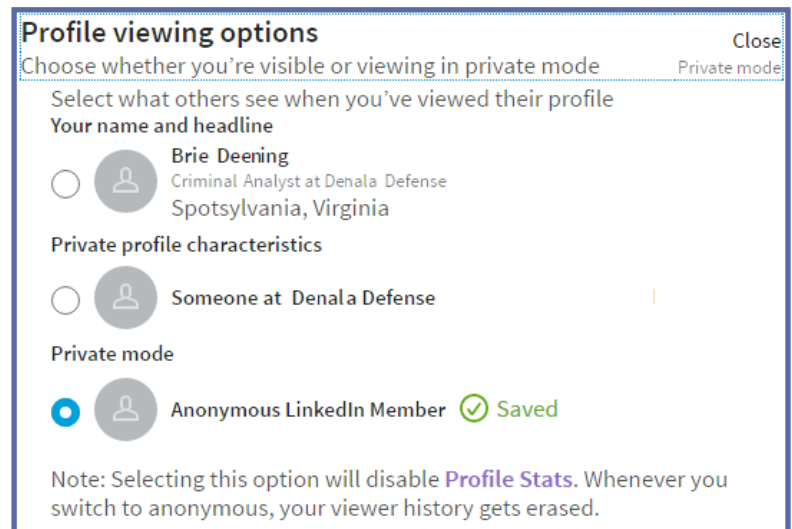 Profile viewing options
Close
Choose whether you're visible or viewing in private mode
Private mode
Select what others see when you've viewed their profile
Your name and headline
Brie Deening
Criminal Analyst at Denala Defense
Spotsylvania, Virginia
Private profile characteristics
Someone at Denala Defense
Private mode
Anonymous LinkedIn Member Saved
Note: Selecting this option will disable Profile Stats. Whenever you
switch to anonymous, your viewer history gets erased.